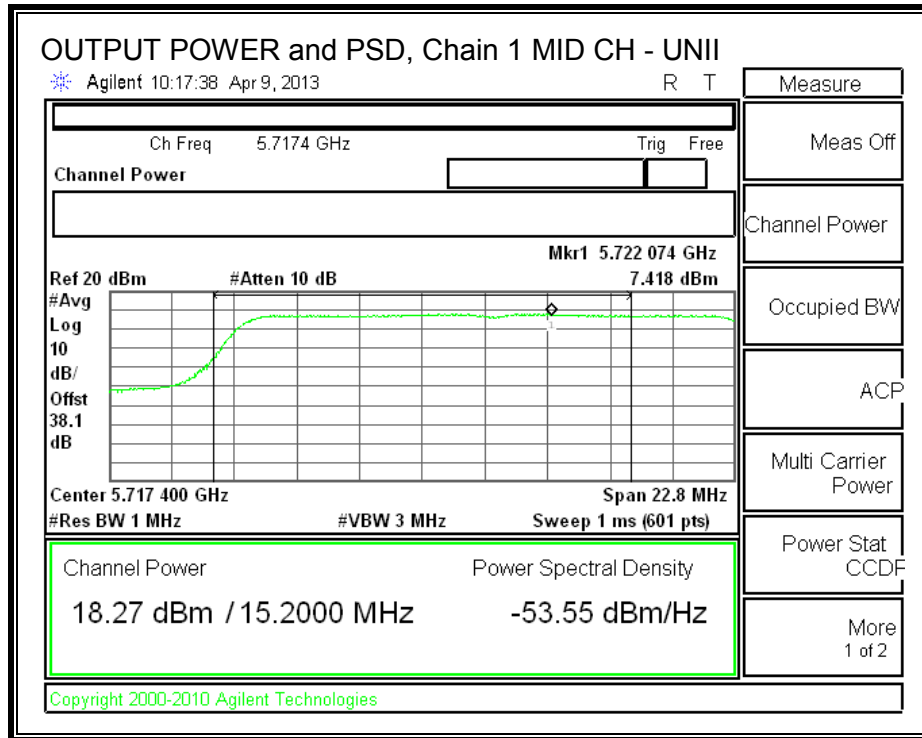 OUTPUT POWER and PSD, Chain 1 MID CH - UNII
Agilent 10:17:38 Apr 9, 2013 R T
Measure
Ch Freq 5.7174 GHz Trig Free
Channel Power
Mkr1 5.722 074 GHz
Ref 20 dBm #Atten 10 dB 7.418 dBm
#Avg
Log
10
dB/
Offst
38.1
dB
1
Center 5.717 400 GHz Span 22.8 MHz
#Res BW 1 MHz #VBW 3 MHz Sweep 1 ms (601 pts)
Channel Power Power Spectral Density
18.27 dBm / 15.2000 MHz -53.55 dBm/Hz
Copyright 2000-2010 Agilent Technologies
Meas Off
Channel Power
Occupied BW
ACP
Multi Carrier
Power
Power Stat
CCDF
More
1 of 2